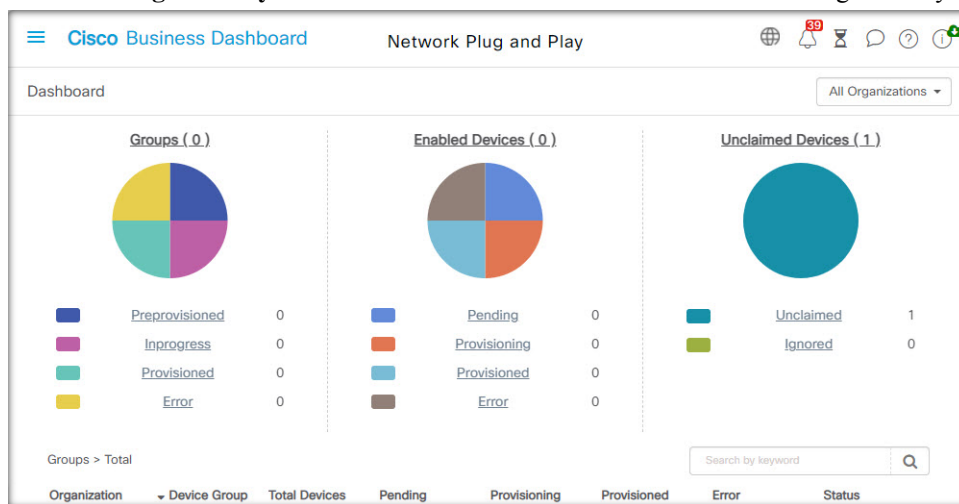 Cisco Business Dashboard
Network Plug and Play
39
Dashboard
All Organizations
Groups ( 0 )
Enabled Devices ( 0 )
Unclaimed Devices ( 1 )
Preprovisioned 0
Pending 0
Unclaimed 1
Inprogress 0
Provisioning 0
Ignored 0
Provisioned 0
Provisioned 0
Error 0
Error 0
Groups > Total
Search by keyword
Organization Device Group Total Devices Pending Provisioning Provisioned Error Status